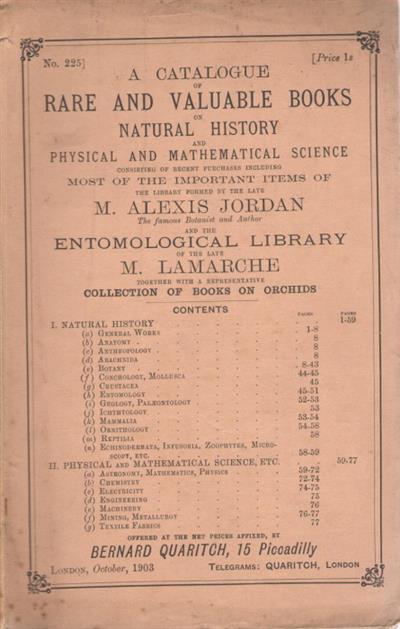 No. 225] [Price 1s
A CATALOGUE
OF
RARE AND VALUABLE BOOKS
ON
NATURAL HISTORY
AND
PHYSICAL AND MATHEMATICAL SCIENCE
CONSISTING OF RECENT PURCHASES INCLUDING
MOST OF THE IMPORTANT ITEMS OF
THE LIBRARY FORMED BY THE LATE
M. ALEXIS JORDAN
The famous Botanist and Author
AND THE
ENTOMOLOGICAL LIBRARY
OF THE LATE
M. LAMARCHE
TOGETHER WITH A REPRESENTATIVE
COLLECTION OF BOOKS ON ORCHIDS
CONTENTS
PAGES PAGES
I. NATURAL HISTORY 1-59
(a) GENERAL WORKS 1-8
(b) ANATOMY 8
(c) ANTHROPOLOGY 8
(d) ARACHNIDA 8
(e) BOTANY 8-43
(f) CONCHOLOGY, MOLLUSCA 44-45
(g) CRUSTACEA 45
(h) ENTOMOLOGY 45-51
(i) GEOLOGY, PALÆONTOLOGY 52-53
(j) ICHTHYOLOGY 53
(k) MAMMALIA 53-54
(l) ORNITHOLOGY 54-58
(m) REPTILIA 58
(n) ECHINODERMATA, INFUSORIA, ZOOPHYTES, MICRO-
SCOPY, ETC. 58-59
II. PHYSICAL AND MATHEMATICAL SCIENCE, ETC. 59-77
(a) ASTRONOMY, MATHEMATICS, PHYSICS 59-72
(b) CHEMISTRY 72-74
(c) ELECTRICITY 74-75
(d) ENGINEERING 75
(e) MACHINERY 76
(f) MINING, METALLURGY 76-77
(g) TEXTILE FABRICS 77
OFFERED AT THE NET PRICES AFFIXED, BY
BERNARD QUARITCH, 15 Piccadilly
LONDON, October, 1903 TELEGRAMS: QUARITCH, LONDON